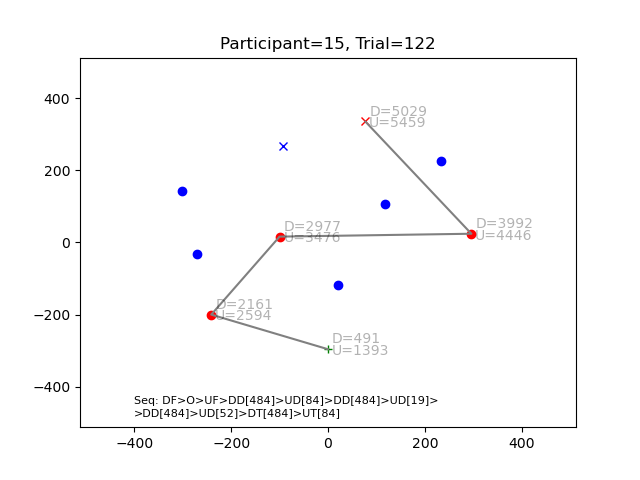 Participant=15, Trial=122
400
200
0
−200
−400
D=5029
U=5459
D=3992
U=4446
D=2977
U=3476
D=2161
U=2594
D=491
U=1393
Seq: DF>O>UF>DD[484]>UD[84]>DD[484]>UD[19]>
>DD[484]>UD[52]>DT[484]>UT[84]
−400
−200
0
200
400